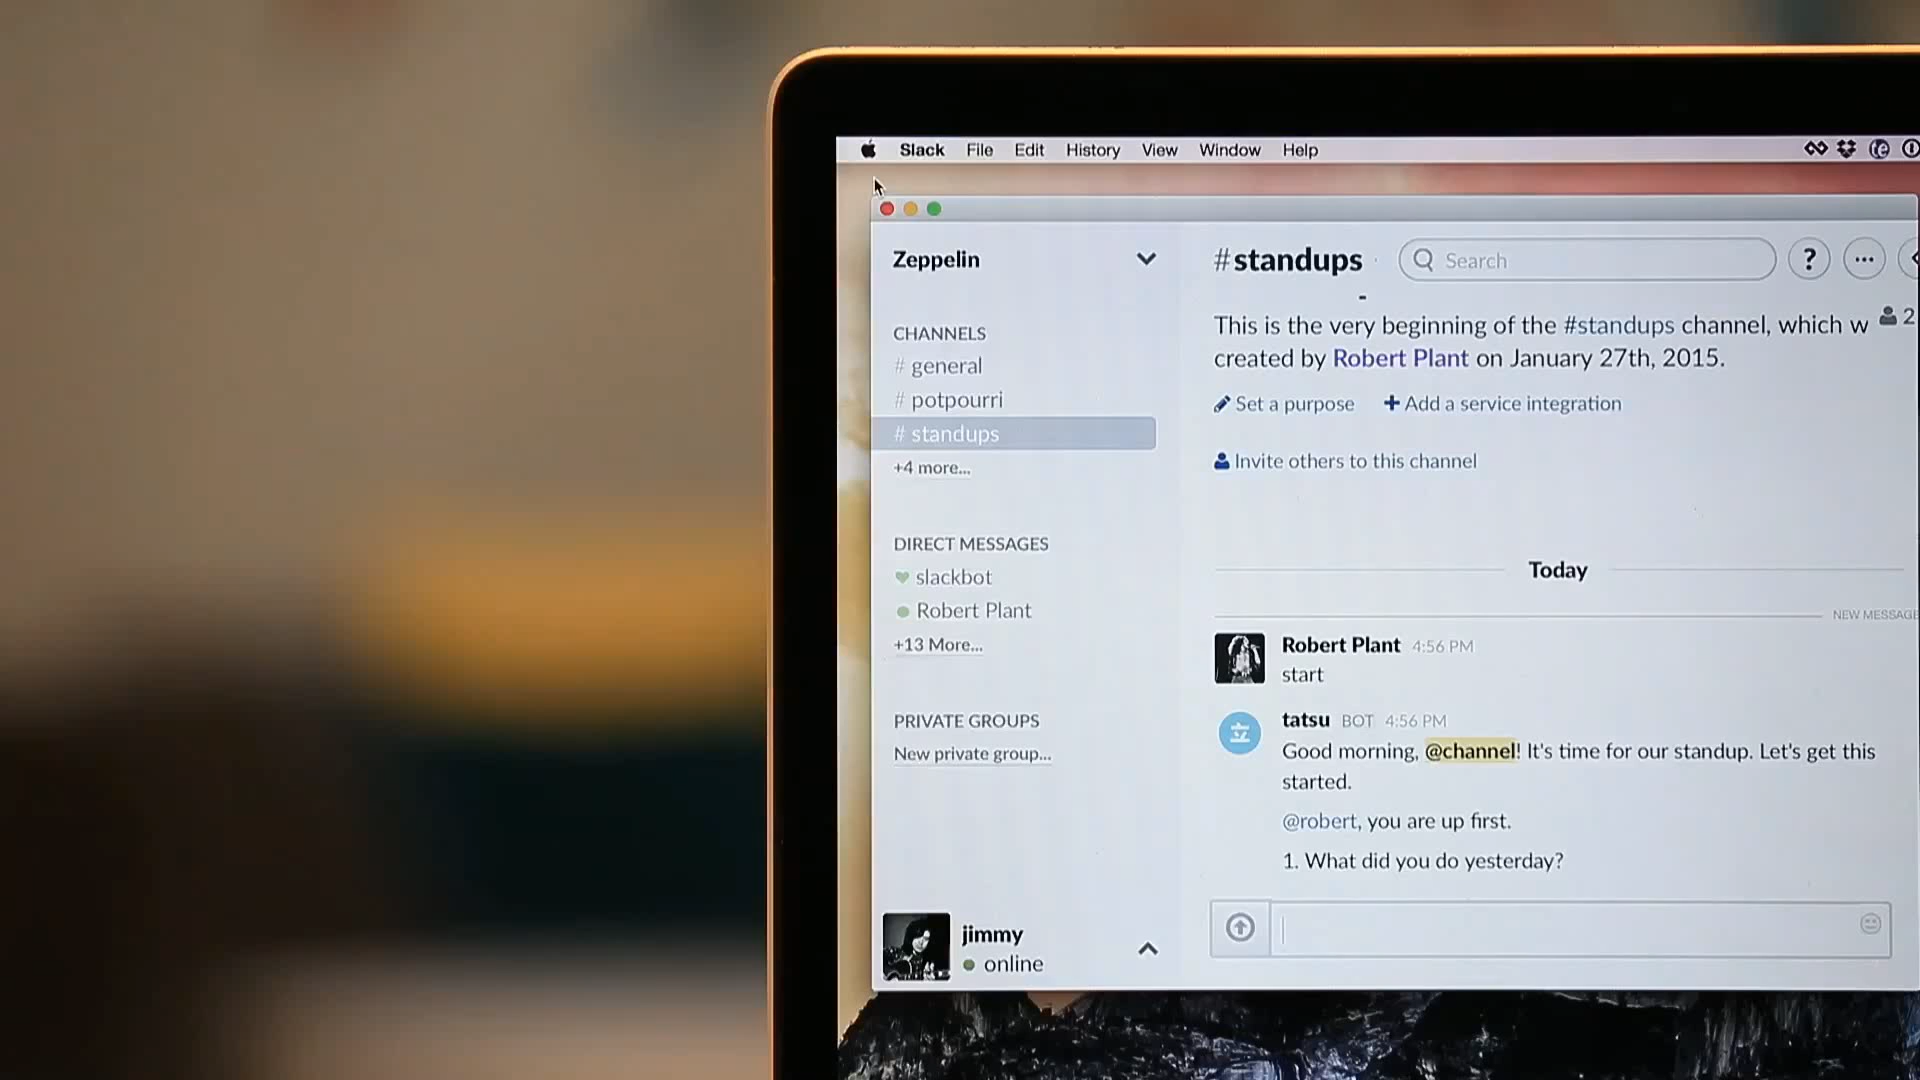 Slack File Edit History View Window Help
Zeppelin
#standups
Search
?
CHANNELS
# general
# potpourri
# standups
+4 more...
DIRECT MESSAGES
slackbot
Robert Plant
+13 More...
PRIVATE GROUPS
New private group...
jimmy
online
This is the very beginning of the #standups channel, which w
2
created by Robert Plant on January 27th, 2015.
Set a purpose + Add a service integration
Invite others to this channel
Today
NEW MESSAGE
Robert Plant 4:56 PM
start
立
tatsu BOT 4:56 PM
Good morning, @channel! It's time for our standup. Let's get this
started.
@robert, you are up first.
1. What did you do yesterday?